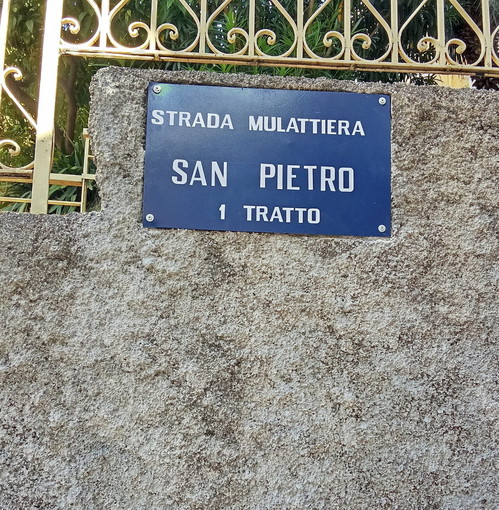 STRADA MULATTIERA
SAN PIETRO
1 TRATTO